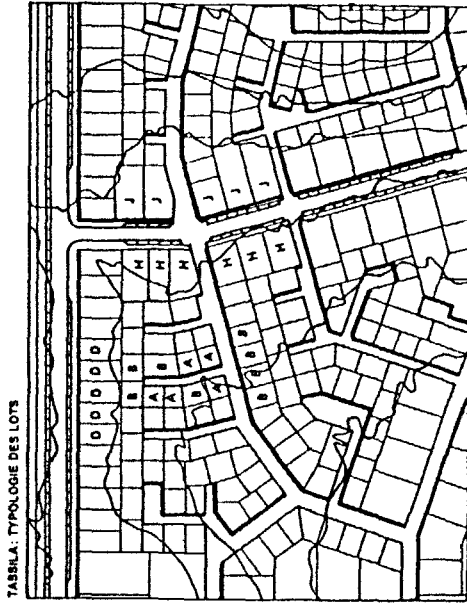 TASSILA: TYPOLOGIE DES LOTS
D D D D D
B B H J
A B H J
A A H
B A
A H J
B B B B H J
H J